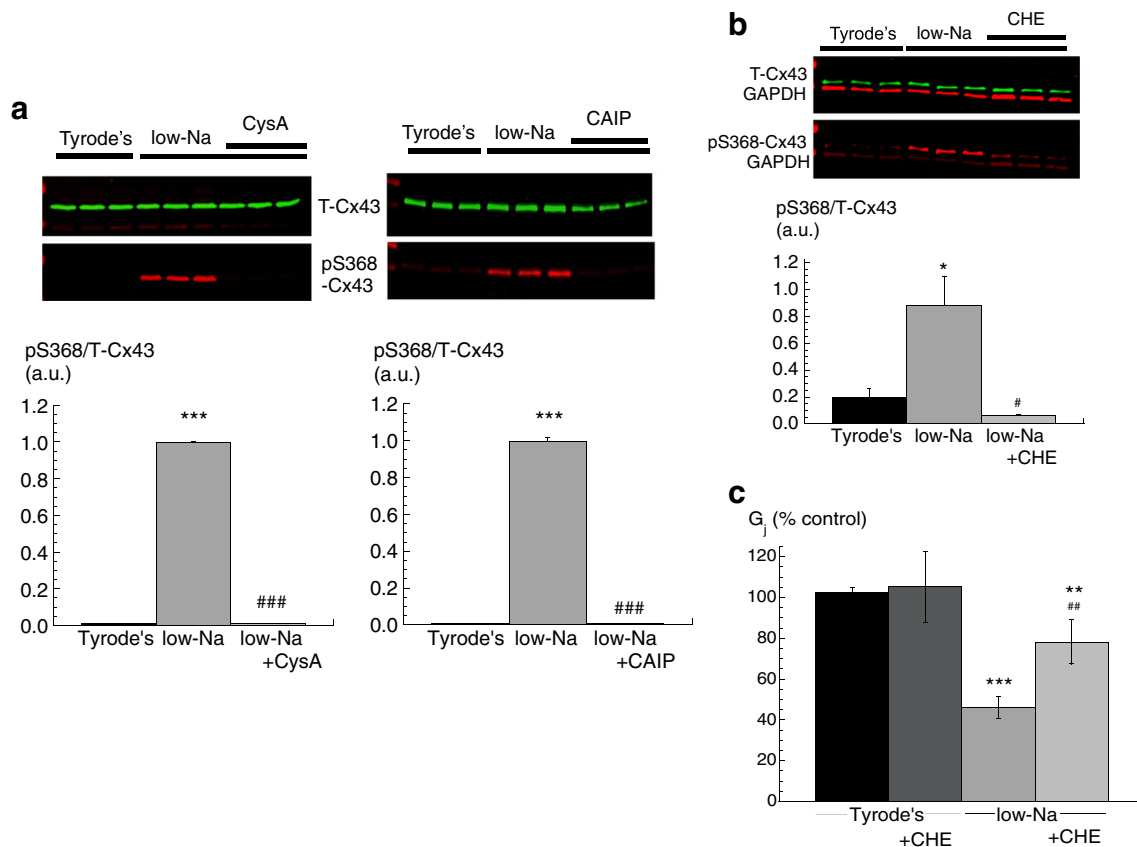 a
Tyrode's low-Na CysA
Tyrode's low-Na CAIP
T-Cx43
pS368
-Cx43
pS368/T-Cx43
(a.u.)
1.2
1.0
0.8
0.6
0.4
0.2
0.0
***
###
Tyrode's low-Na low-Na
+CysA
pS368/T-Cx43
(a.u.)
1.2
1.0
0.8
0.6
0.4
0.2
0.0
***
###
Tyrode's low-Na low-Na
+CAIP
b
Tyrode's low-Na CHE
T-Cx43
GAPDH
pS368-Cx43
GAPDH
pS368/T-Cx43
(a.u.)
1.2
1.0
0.8
0.6
0.4
0.2
0.0
*
#
Tyrode's low-Na low-Na
+CHE
c
Gj (% control)
120
100
80
60
40
20
0
***
**
##
Tyrode's low-Na
+CHE +CHE